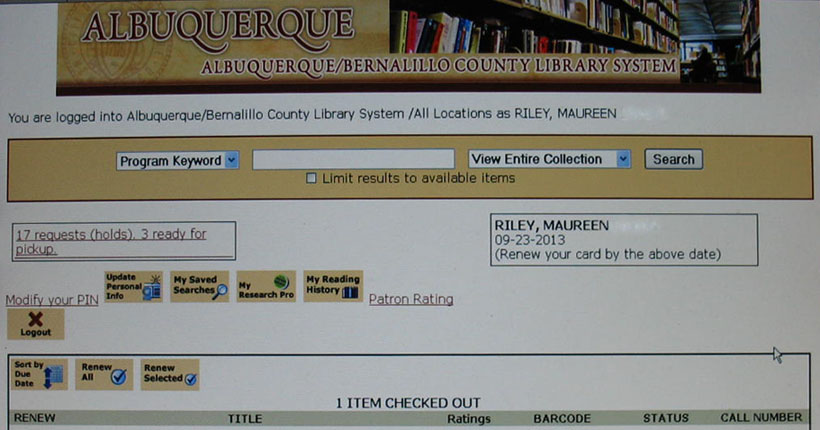 ALBUQUERQUE
ALBUQUERQUE/BERNALILLO COUNTY LIBRARY SYSTEM
You are logged into Albuquerque/Bernalillo County Library System /All Locations as RILEY, MAUREEN
Program Keyword View Entire Collection Search
Limit results to available items
17 requests (holds). 3 ready for
pickup.
RILEY, MAUREEN
09-23-2013
(Renew your card by the above date)
Modify your PIN
Update
Personal
Info
My Saved
Searches
My
Research Pro
My Reading
History
Patron Rating
Logout
Sort by
Due
Date
Renew
All
Renew
Selected
1 ITEM CHECKED OUT
RENEW TITLE Ratings BARCODE STATUS CALL NUMBER